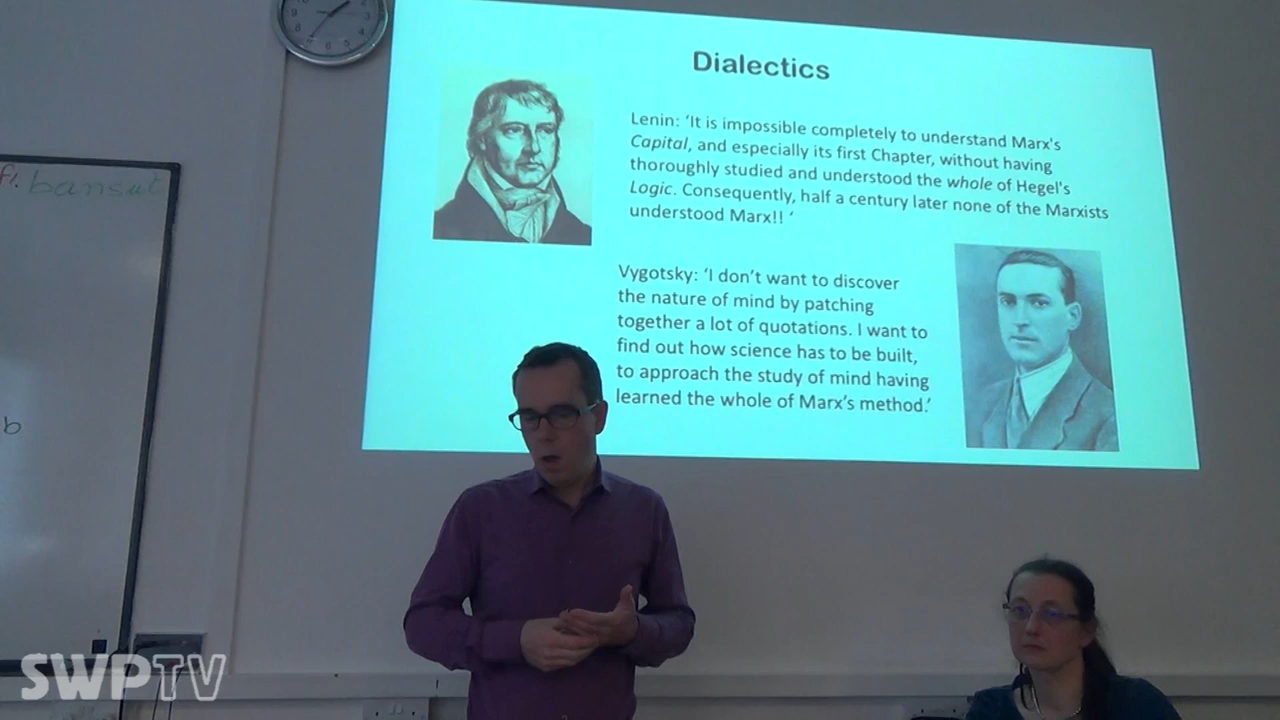 Dialectics
Lenin: ‘It is impossible completely to understand Marx's
Capital, and especially its first Chapter, without having
thoroughly studied and understood the whole of Hegel's
Logic. Consequently, half a century later none of the Marxists
understood Marx!! ‘
Vygotsky: ‘I don’t want to discover
the nature of mind by patching
together a lot of quotations. I want to
find out how science has to be built,
to approach the study of mind having
learned the whole of Marx’s method.’
b
SWPTV